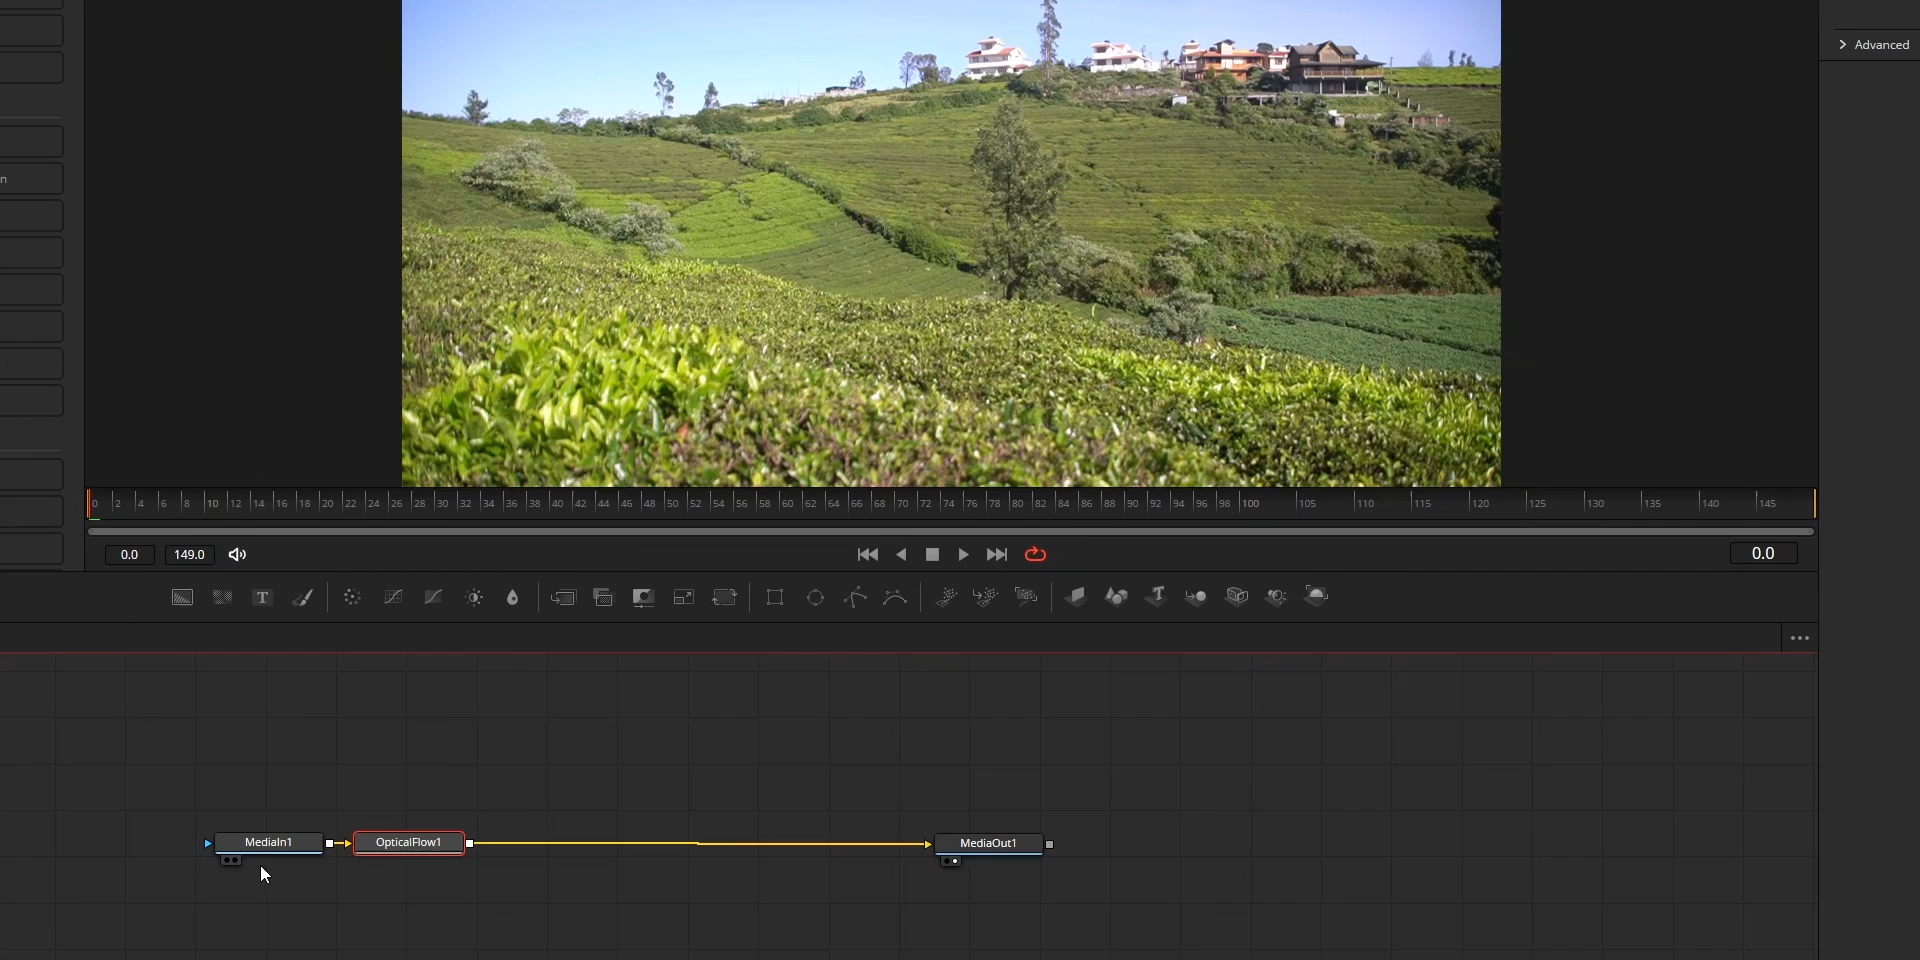 Advanced
n
0 2 4 6 8 10 12 14 16 18 20 22 24 26 28 30 32 34 36 38 40 42 44 46 48 50 52 54 56 58 60 62 64 66 68 70 72 74 76 78 80 82 84 86 88 90 92 94 96 98 100 105 110 115 120 125 130 135 140 145
0.0 149.0 0.0
T
MediaIn1 OpticalFlow1 MediaOut1